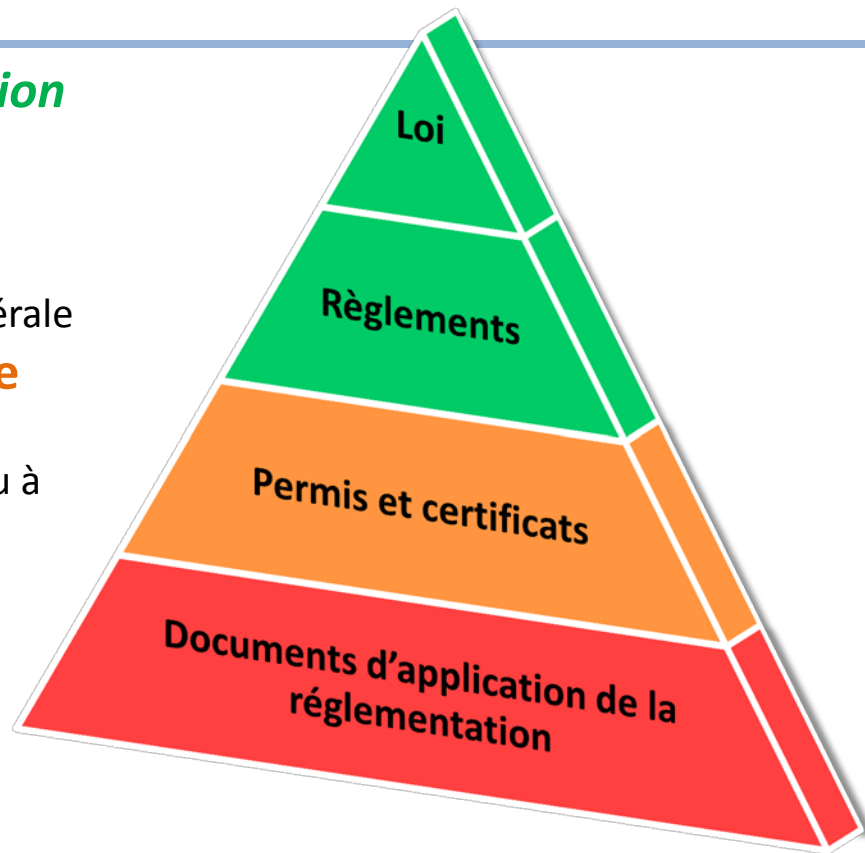 ion
Loi
érale
Règlements
e
u à
Permis et certificats
Documents d’application de la
réglementation